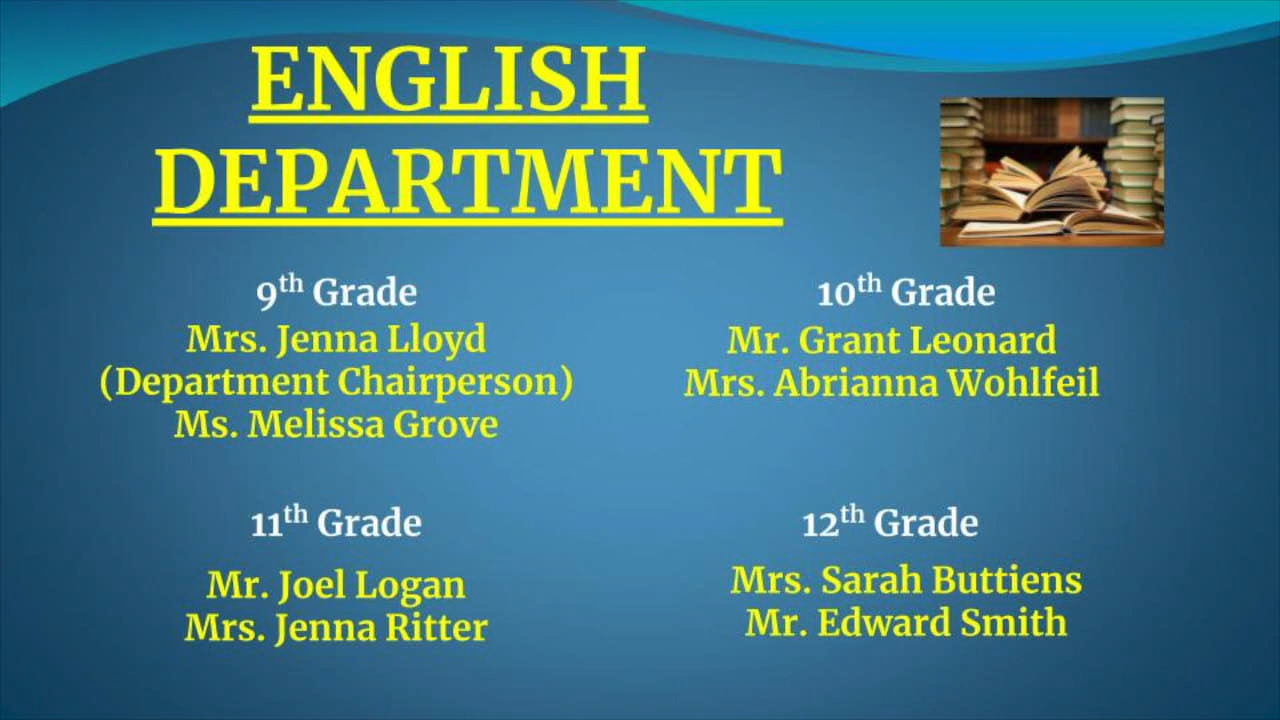 ENGLISH
DEPARTMENT
9th Grade
Mrs. Jenna Lloyd
(Department Chairperson)
Ms. Melissa Grove
10th Grade
Mr. Grant Leonard
Mrs. Abrianna Wohlfeil
11th Grade
Mr. Joel Logan
Mrs. Jenna Ritter
12th Grade
Mrs. Sarah Buttiens
Mr. Edward Smith